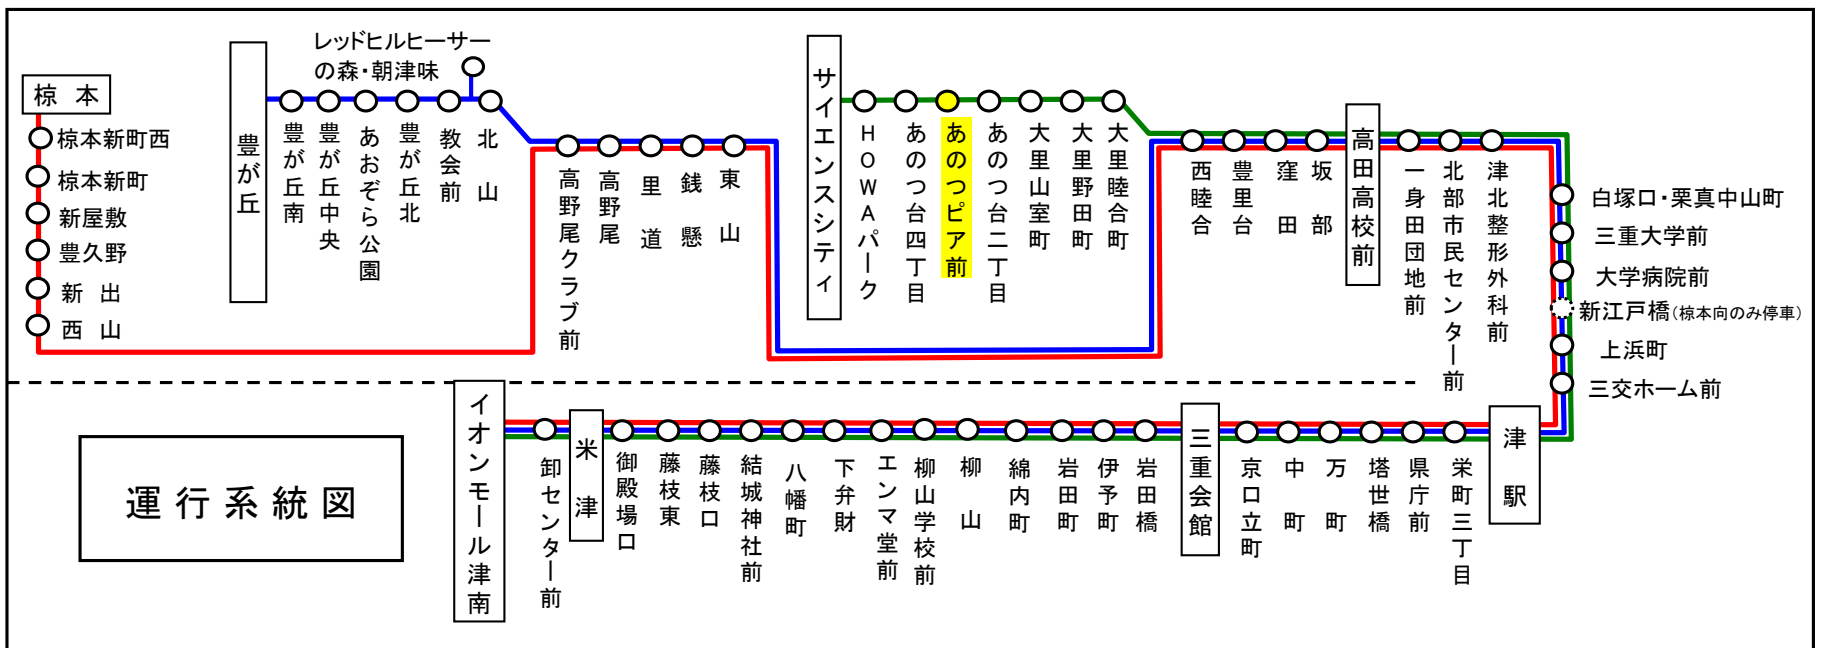 椋本
椋本新町西
椋本新町
新屋敷
豊久野
新出
西山
豊が丘
豊が丘南
豊が丘中央
あおぞら公園
豊が丘北
教会前
レッドヒルヒーサー
の森・朝津味
北山
高野尾クラブ前
高野尾
里道
銭懸
東山
サイエンスシティ
HOWAパーク
あのつ台四丁目
あのつピア前
あのつ台二丁目
大里山室町
大里野田町
大里睦合町
西睦合
豊里台
窪田
坂部
高田高校前
一身田団地前
北部市民センター前
津北整形外科前
白塚口・栗真中山町
三重大学前
大学病院前
新江戸橋(椋本向のみ停車)
上浜町
三交ホーム前
運行系統図
イオンモール津南
卸センター前
米津
御殿場口
藤枝東
藤枝口
結城神社前
八幡町
下弁財
エンマ堂前
柳山学校前
柳山
綿内町
岩田町
伊予町
岩田橋
三重会館
京口立町
中町
万町
塔世橋
県庁前
栄町三丁目
津駅